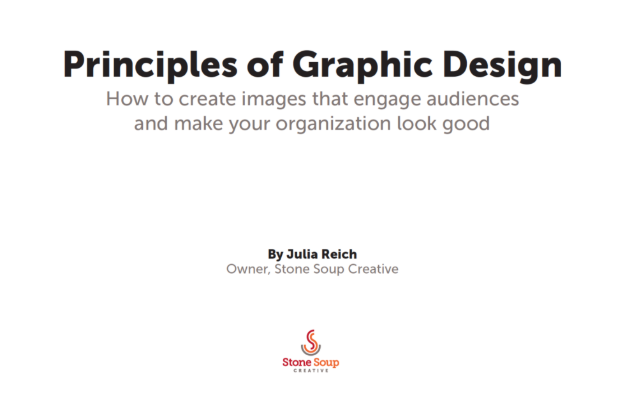 Principles of Graphic Design
How to create images that engage audiences
and make your organization look good
By Julia Reich
Owner, Stone Soup Creative
Stone Soup
CREATIVE